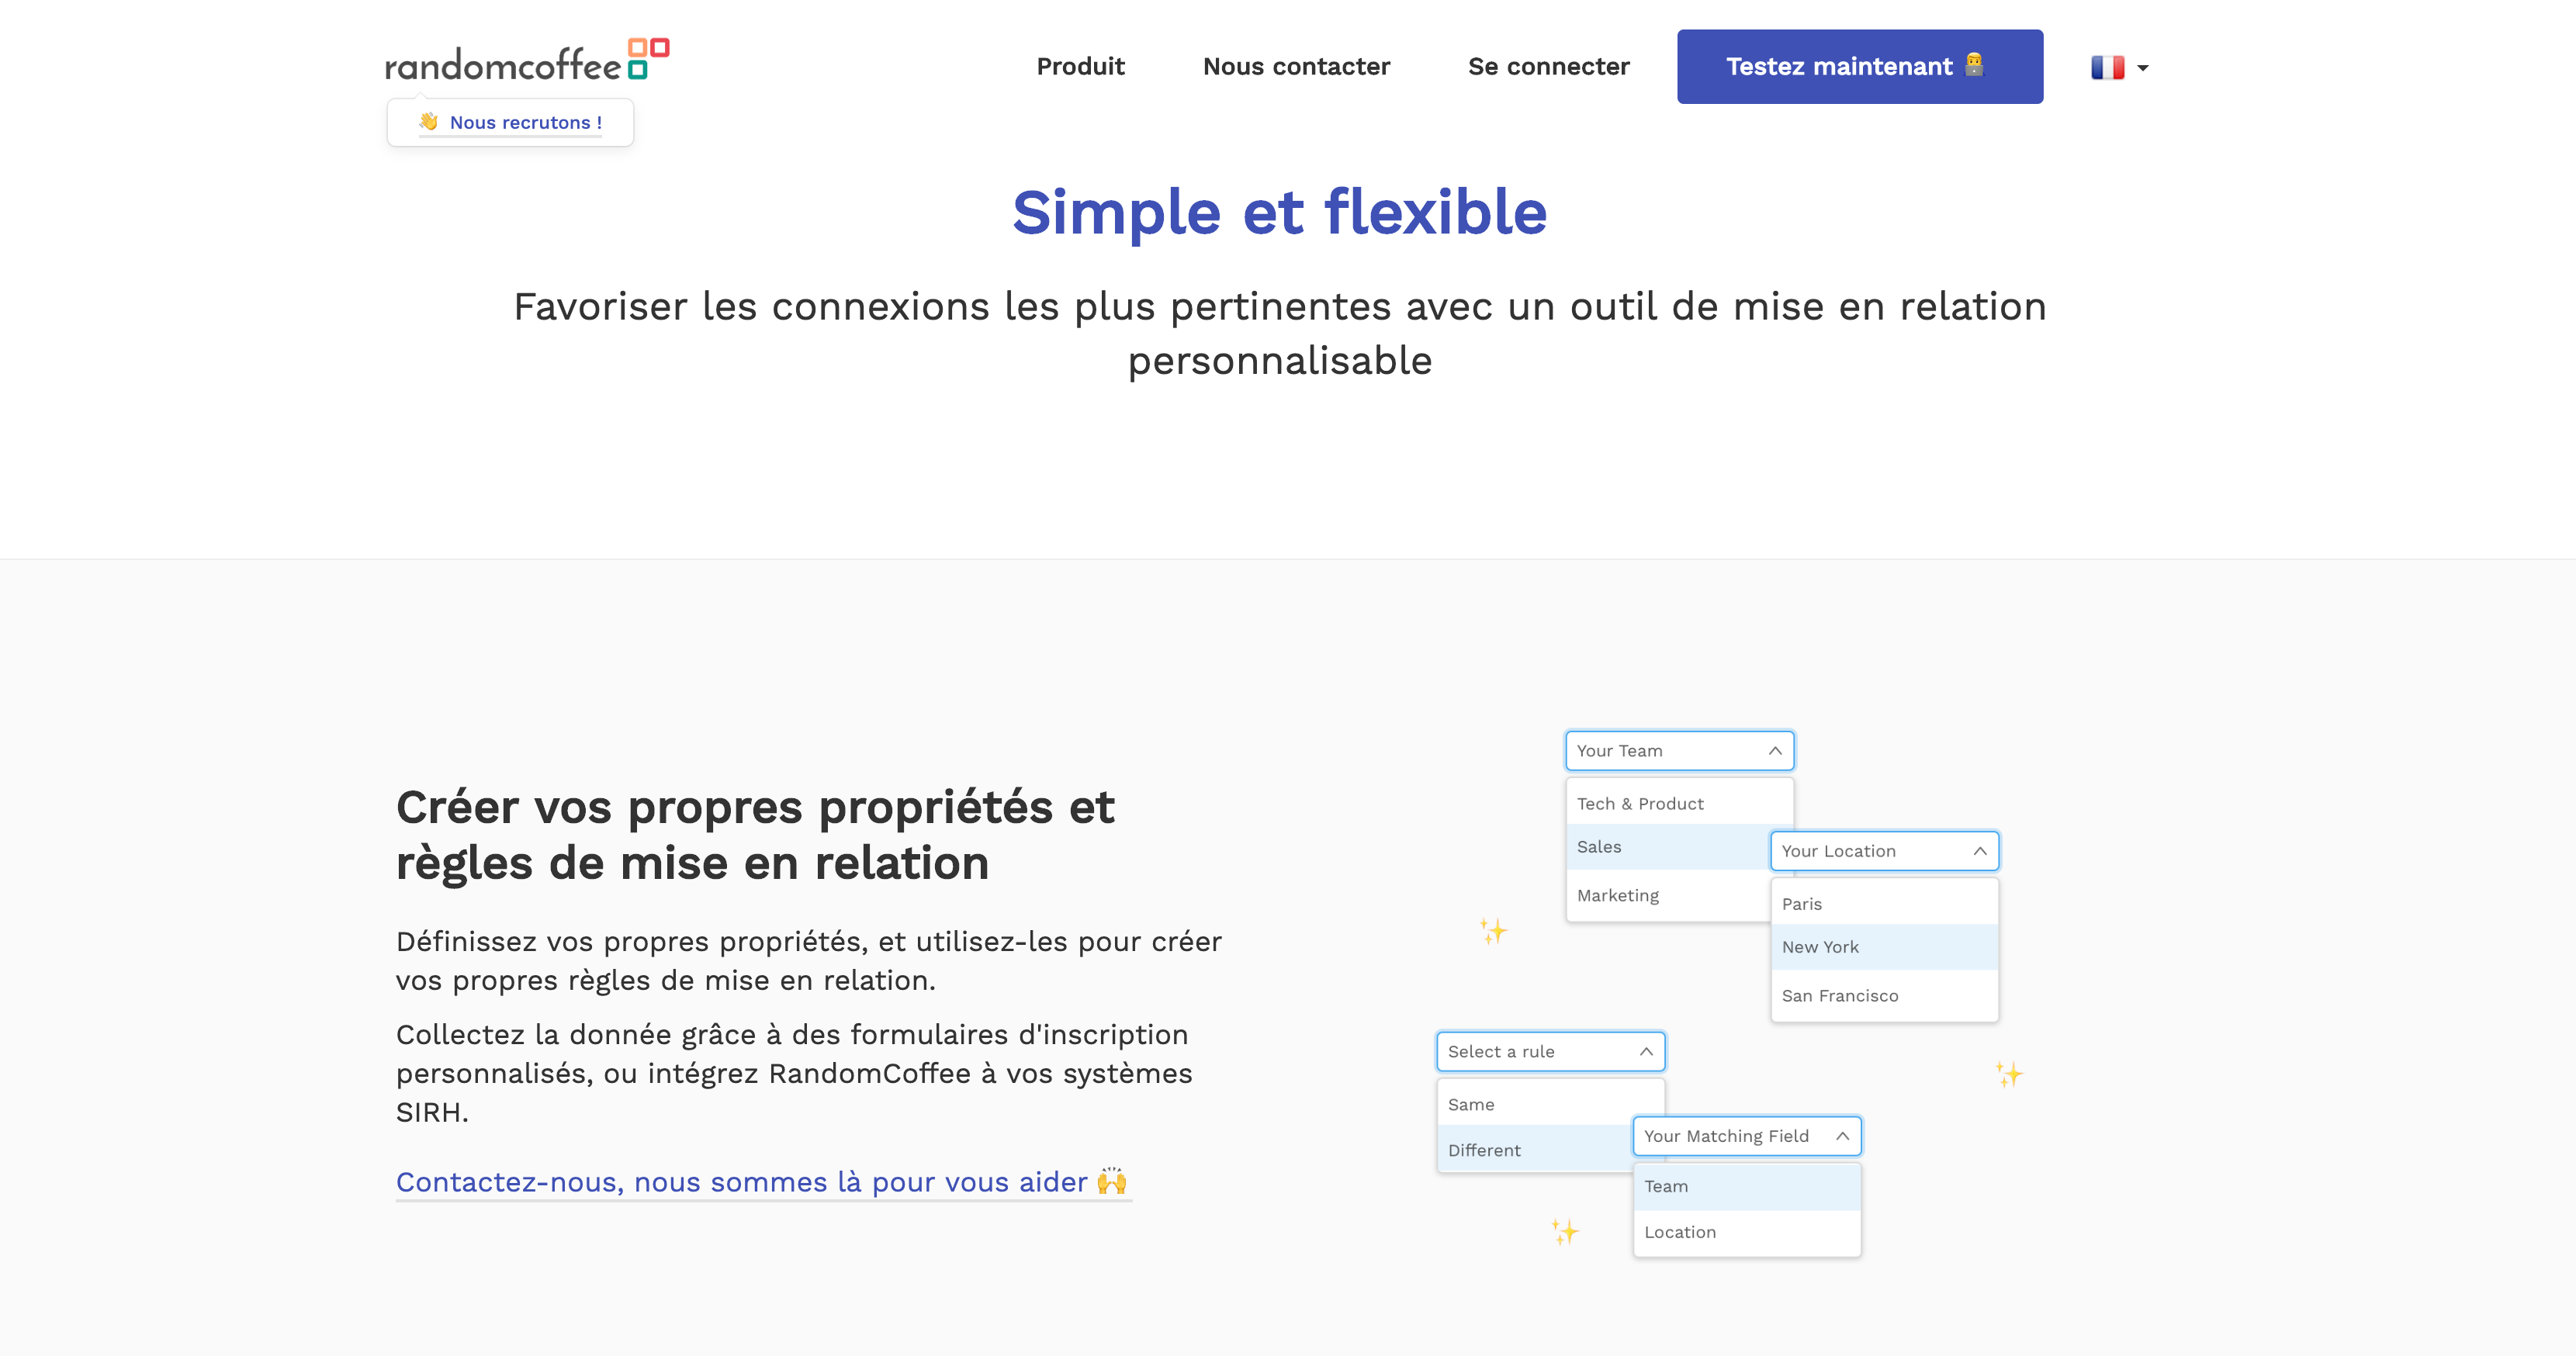 randomcoffee
Produit
Nous contacter
Se connecter
Testez maintenant 🧑‍💻
👋 Nous recrutons !
Simple et flexible
Favoriser les connexions les plus pertinentes avec un outil de mise en relation
personnalisable
Créer vos propres propriétés et
règles de mise en relation
Définissez vos propres propriétés, et utilisez-les pour créer
vos propres règles de mise en relation.
Collectez la donnée grâce à des formulaires d'inscription
personnalisés, ou intégrez RandomCoffee à vos systèmes
SIRH.
Contactez-nous, nous sommes là pour vous aider 🙌
Your Team
Tech & Product
Sales
Marketing
Your Location
Paris
New York
San Francisco
Select a rule
Same
Different
Your Matching Field
Team
Location